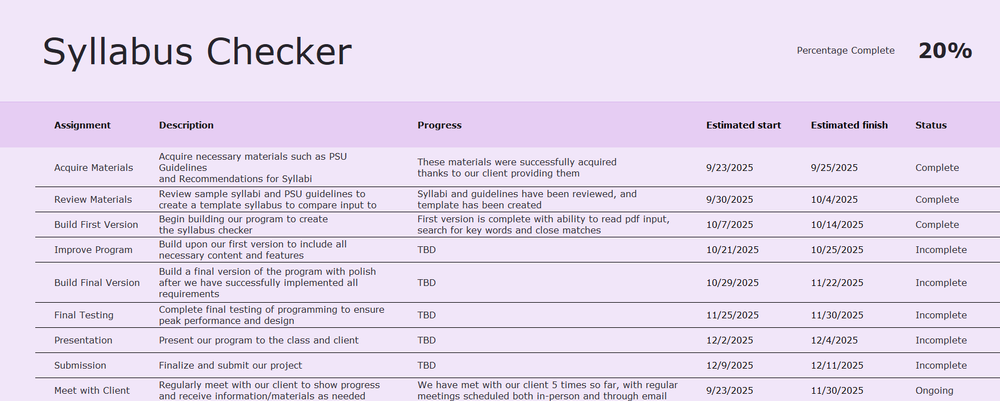 Syllabus Checker
Percentage Complete 20%
Assignment Description Progress Estimated start Estimated finish Status
Acquire Materials
Acquire necessary materials such as PSU
Guidelines
and Recommendations for Syllabi
These materials were successfully acquired
thanks to our client providing them
9/23/2025 9/25/2025 Complete
Review Materials
Review sample syllabi and PSU guidelines to
create a template syllabus to compare input to
Syllabi and guidelines have been reviewed, and
template has been created
9/30/2025 10/4/2025 Complete
Build First Version
Begin building our program to create
the syllabus checker
First version is complete with ability to read pdf input,
search for key words and close matches
10/7/2025 10/14/2025 Complete
Improve Program
Build upon our first version to include all
necessary content and features
TBD 10/21/2025 10/25/2025 Incomplete
Build Final Version
Build a final version of the program with polish
after we have successfully implemented all
requirements
TBD 10/29/2025 11/22/2025 Incomplete
Final Testing
Complete final testing of programming to ensure
peak performance and design
TBD 11/25/2025 11/30/2025 Incomplete
Presentation Present our program to the class and client TBD 12/2/2025 12/4/2025 Incomplete
Submission Finalize and submit our project TBD 12/9/2025 12/11/2025 Incomplete
Meet with Client
Regularly meet with our client to show progress
and receive information/materials as needed
We have met with our client 5 times so far, with regular
meetings scheduled both in-person and through email
9/23/2025 11/30/2025 Ongoing